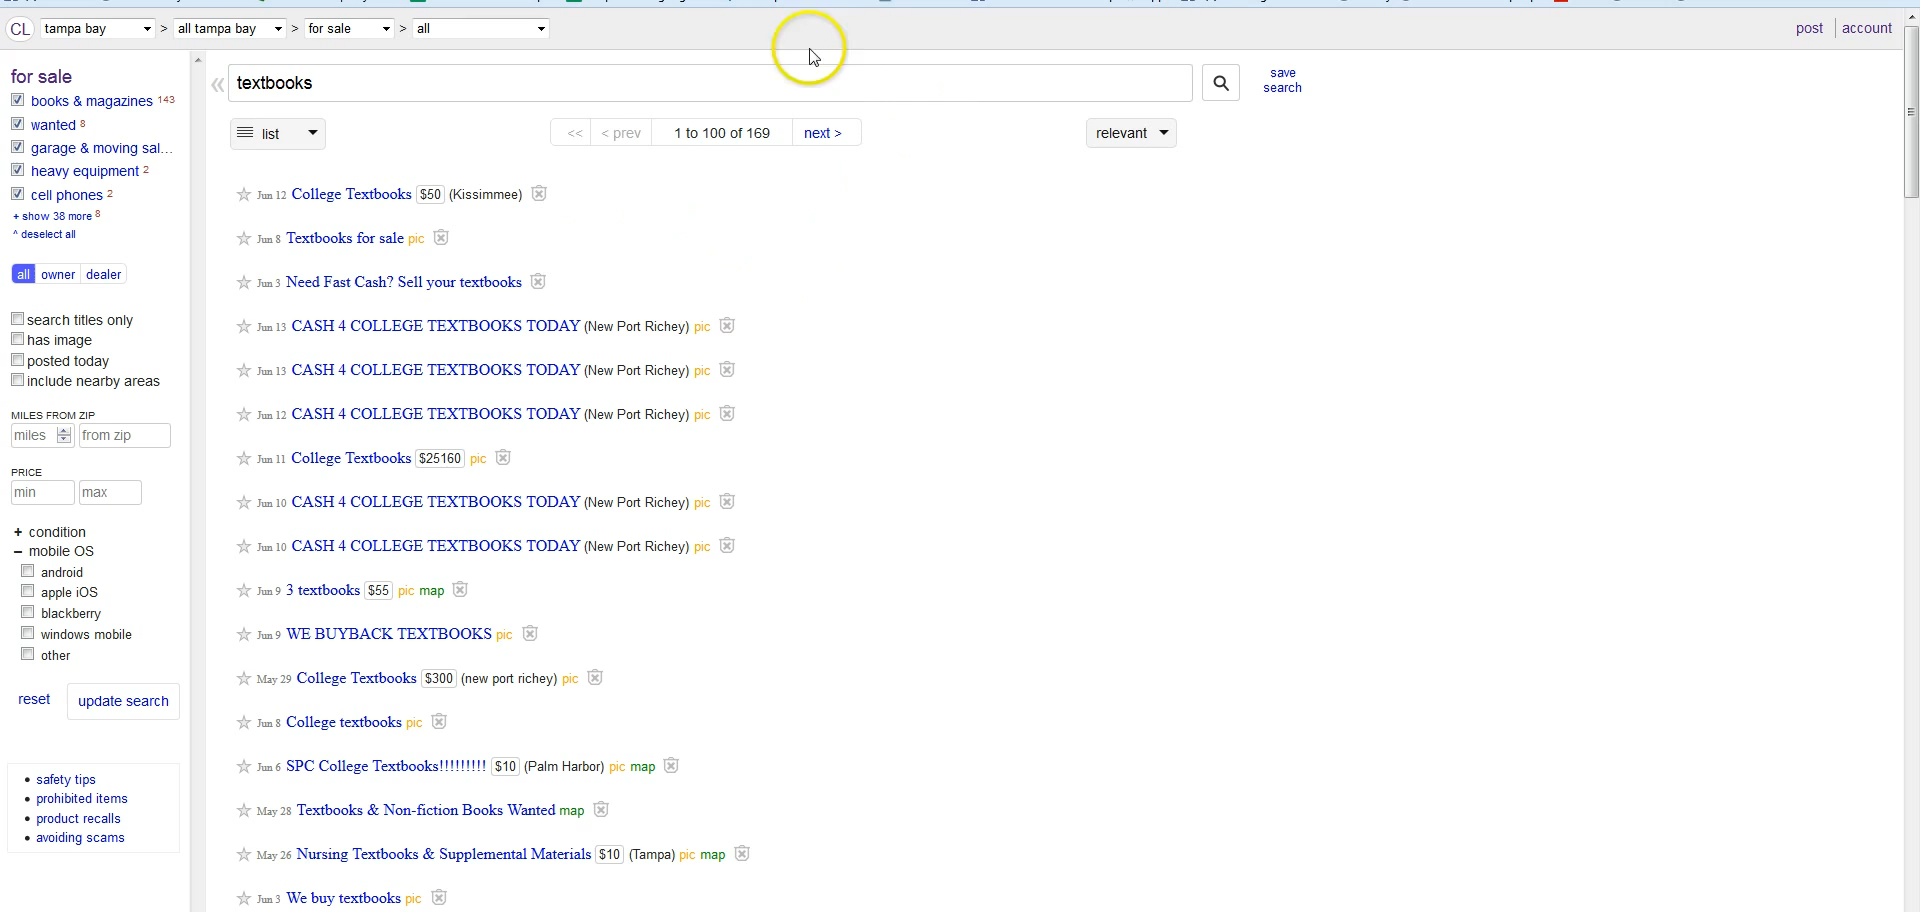 CL tampa bay > all tampa bay > for sale > all post account
for sale
books & magazines 143
wanted 8
garage & moving sal...
heavy equipment 2
cell phones 2
+ show 38 more 8
^ deselect all
all owner dealer
search titles only
has image
posted today
include nearby areas
MILES FROM ZIP
miles from zip
PRICE
min max
+ condition
– mobile OS
android
apple iOS
blackberry
windows mobile
other
reset update search
• safety tips
• prohibited items
• product recalls
• avoiding scams
« textbooks save search
list << < prev 1 to 100 of 169 next > relevant
Jun 12 College Textbooks $50 (Kissimmee)
Jun 8 Textbooks for sale pic
Jun 3 Need Fast Cash? Sell your textbooks
Jun 13 CASH 4 COLLEGE TEXTBOOKS TODAY (New Port Richey) pic
Jun 13 CASH 4 COLLEGE TEXTBOOKS TODAY (New Port Richey) pic
Jun 12 CASH 4 COLLEGE TEXTBOOKS TODAY (New Port Richey) pic
Jun 11 College Textbooks $25160 pic
Jun 10 CASH 4 COLLEGE TEXTBOOKS TODAY (New Port Richey) pic
Jun 10 CASH 4 COLLEGE TEXTBOOKS TODAY (New Port Richey) pic
Jun 9 3 textbooks $55 pic map
Jun 9 WE BUYBACK TEXTBOOKS pic
May 29 College Textbooks $300 (new port richey) pic
Jun 8 College textbooks pic
Jun 6 SPC College Textbooks!!!!!!!!! $10 (Palm Harbor) pic map
May 28 Textbooks & Non-fiction Books Wanted map
May 26 Nursing Textbooks & Supplemental Materials $10 (Tampa) pic map
Jun 3 We buy textbooks pic